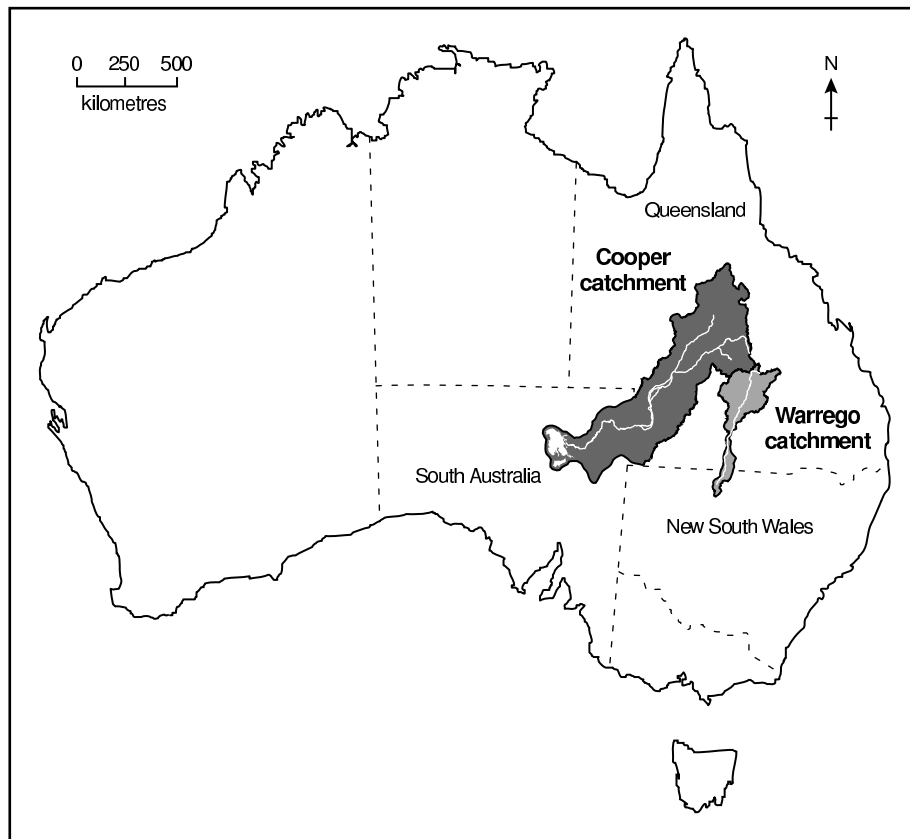 0 250 500
kilometres
N
Queensland
Cooper
catchment
Warrego
catchment
South Australia
New South Wales